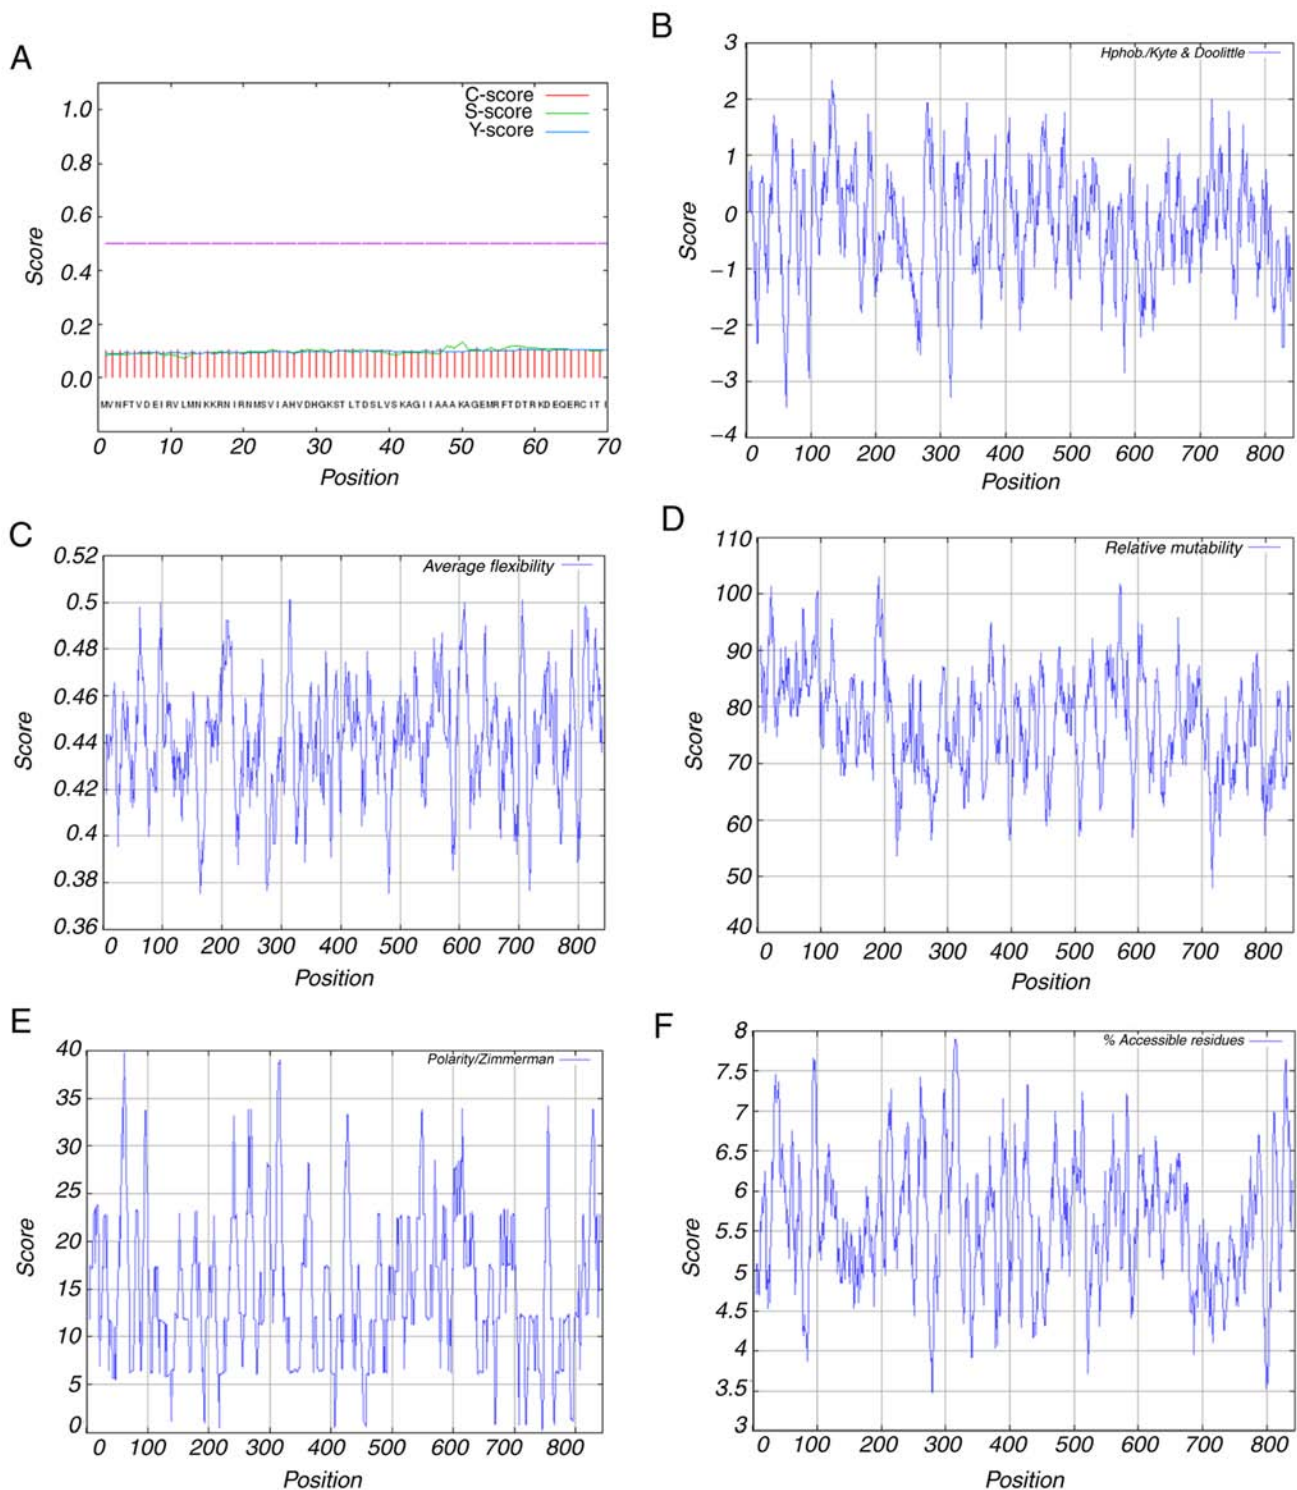 A
1.0
0.8
0.6
0.4
0.2
0.0
Score
C-score
S-score
Y-score
MVNFTVDEIRVLMNKKRNIRNMSVIAHVDHGKSTLTDSLVSKAGIIAAAKAGEMRFTDTRKDEQERCITI
0 10 20 30 40 50 60 70
Position
B
3
2
1
0
−1
−2
−3
−4
Score
Hphob./Kyte & Doolittle
0 100 200 300 400 500 600 700 800
Position
C
0.52
0.5
0.48
0.46
0.44
0.42
0.4
0.38
0.36
Score
Average flexibility
0 100 200 300 400 500 600 700 800
Position
D
110
100
90
80
70
60
50
40
Score
Relative mutability
0 100 200 300 400 500 600 700 800
Position
E
40
35
30
25
20
15
10
5
0
Score
Polarity/Zimmerman
0 100 200 300 400 500 600 700 800
Position
F
8
7.5
7
6.5
6
5.5
5
4.5
4
3.5
3
Score
% Accessible residues
0 100 200 300 400 500 600 700 800
Position